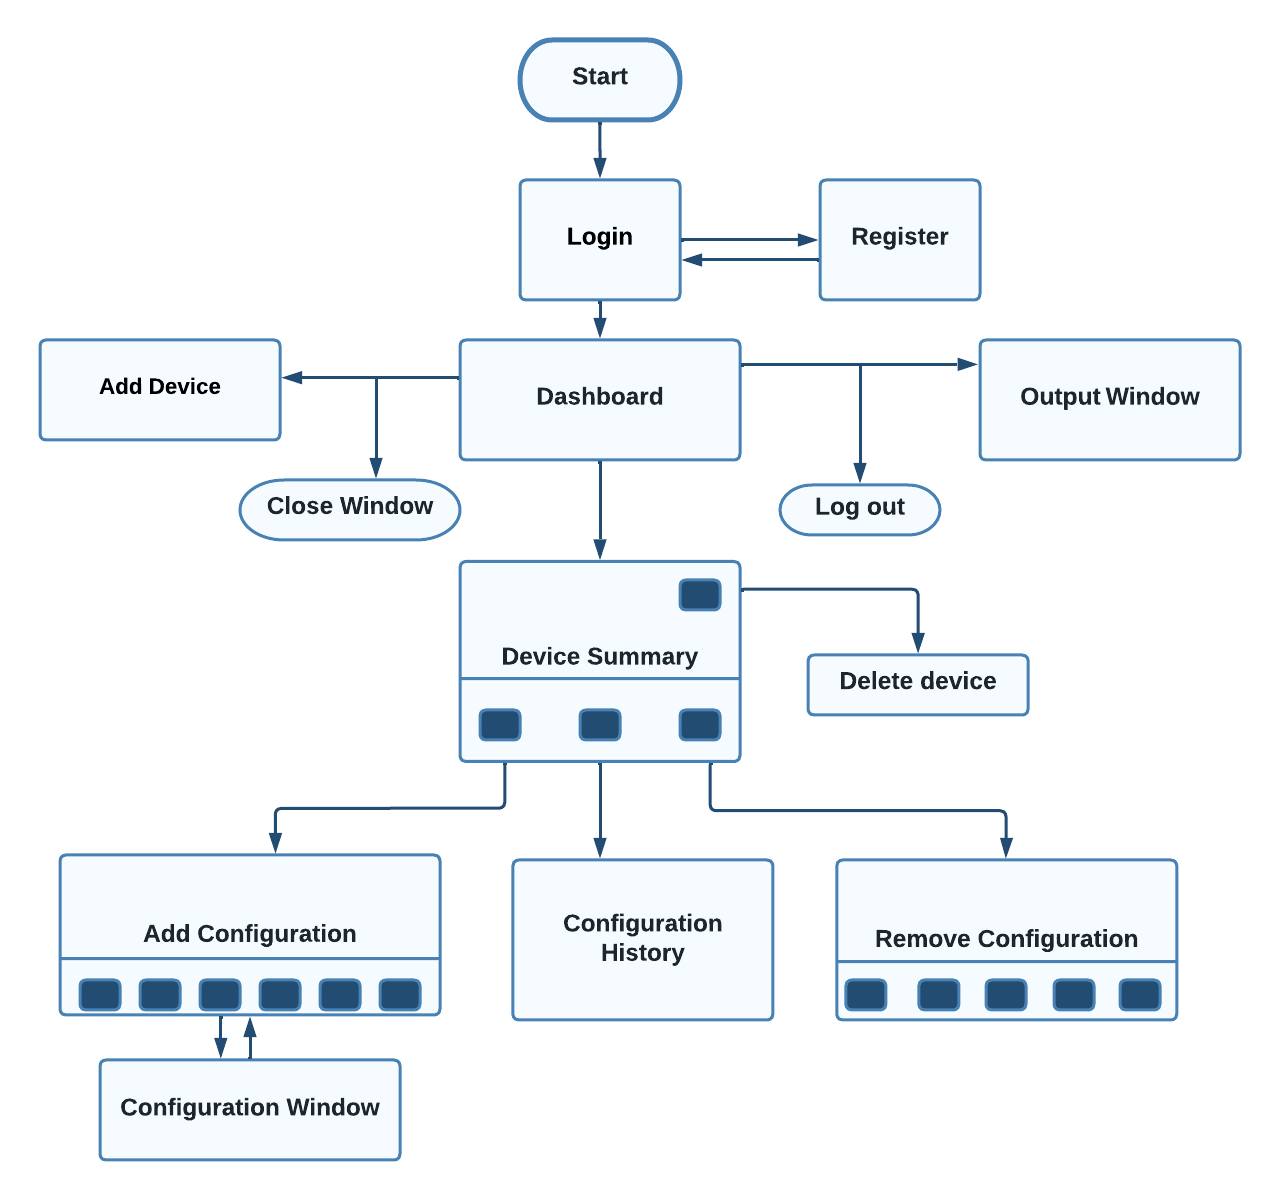 Start
Login
Register
Add Device
Dashboard
Output Window
Close Window
Log out
Device Summary
Delete device
Add Configuration
Configuration
History
Remove Configuration
Configuration Window